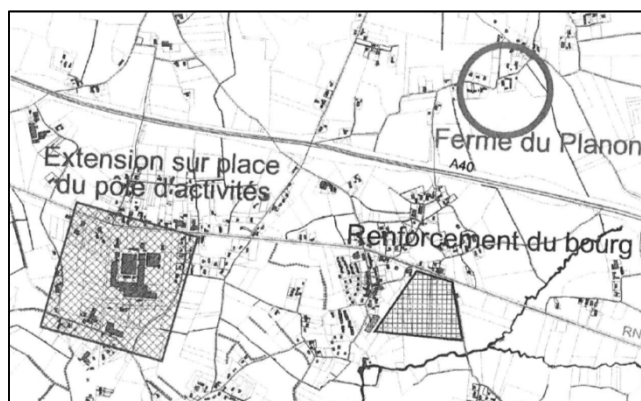 Ferme du Planon
A40
Extension sur place
du pôle d'activités
Renforcement du bourg
RN